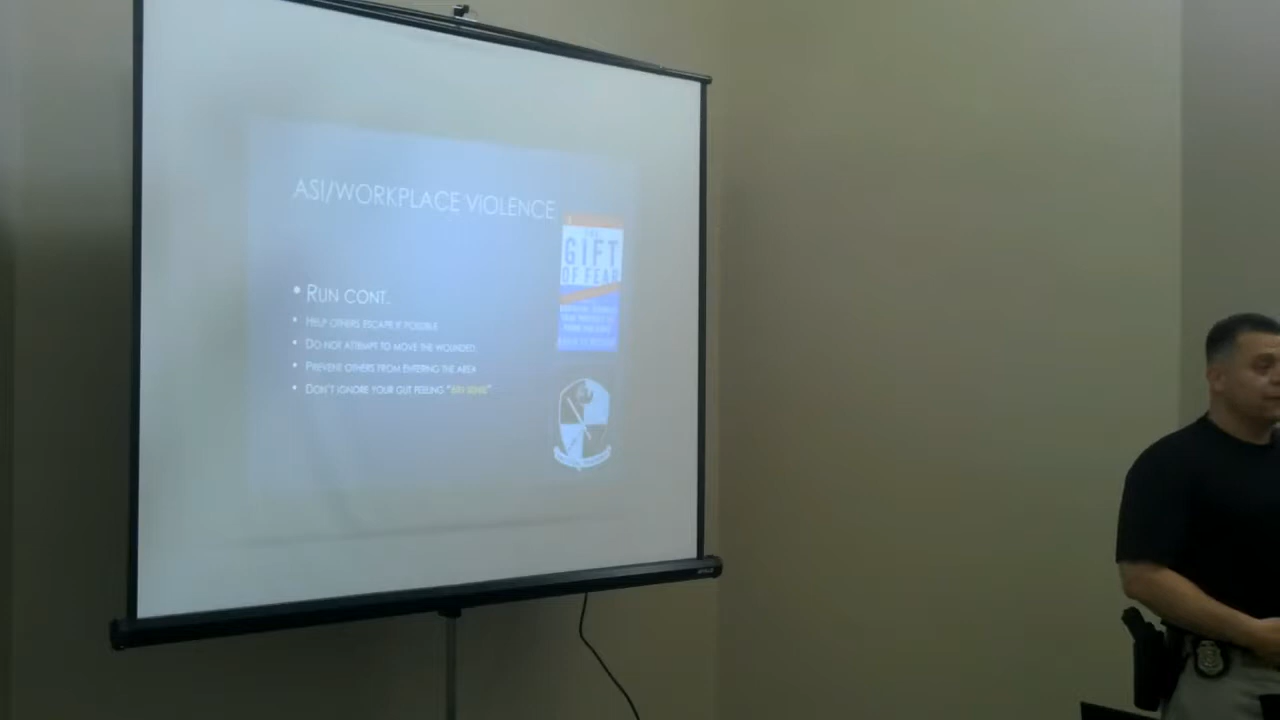 ASI/WORKPLACE VIOLENCE
• RUN CONT.
• HELP OTHERS ESCAPE IF POSSIBLE
• DO NOT ATTEMPT TO MOVE THE WOUNDED.
• PREVENT OTHERS FROM ENTERING THE AREA
• DON'T IGNORE YOUR GUT FEELING
THE
GIFT
OF FEAR